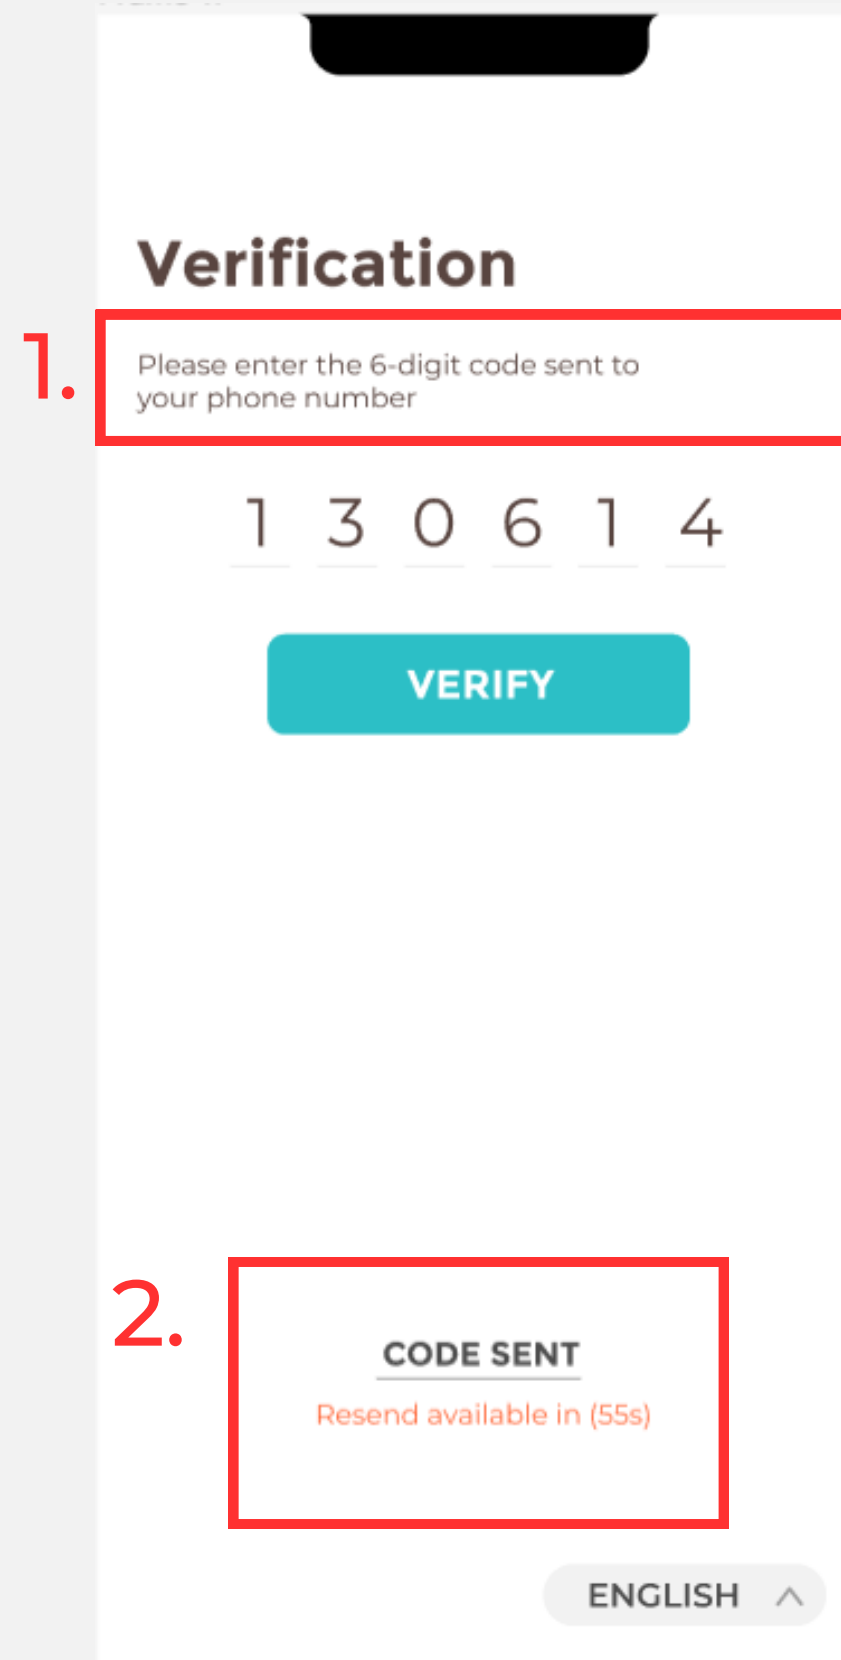 Verification
1.
Please enter the 6-digit code sent to
your phone number
1 3 0 6 1 4
VERIFY
2.
CODE SENT
Resend available in (55s)
ENGLISH